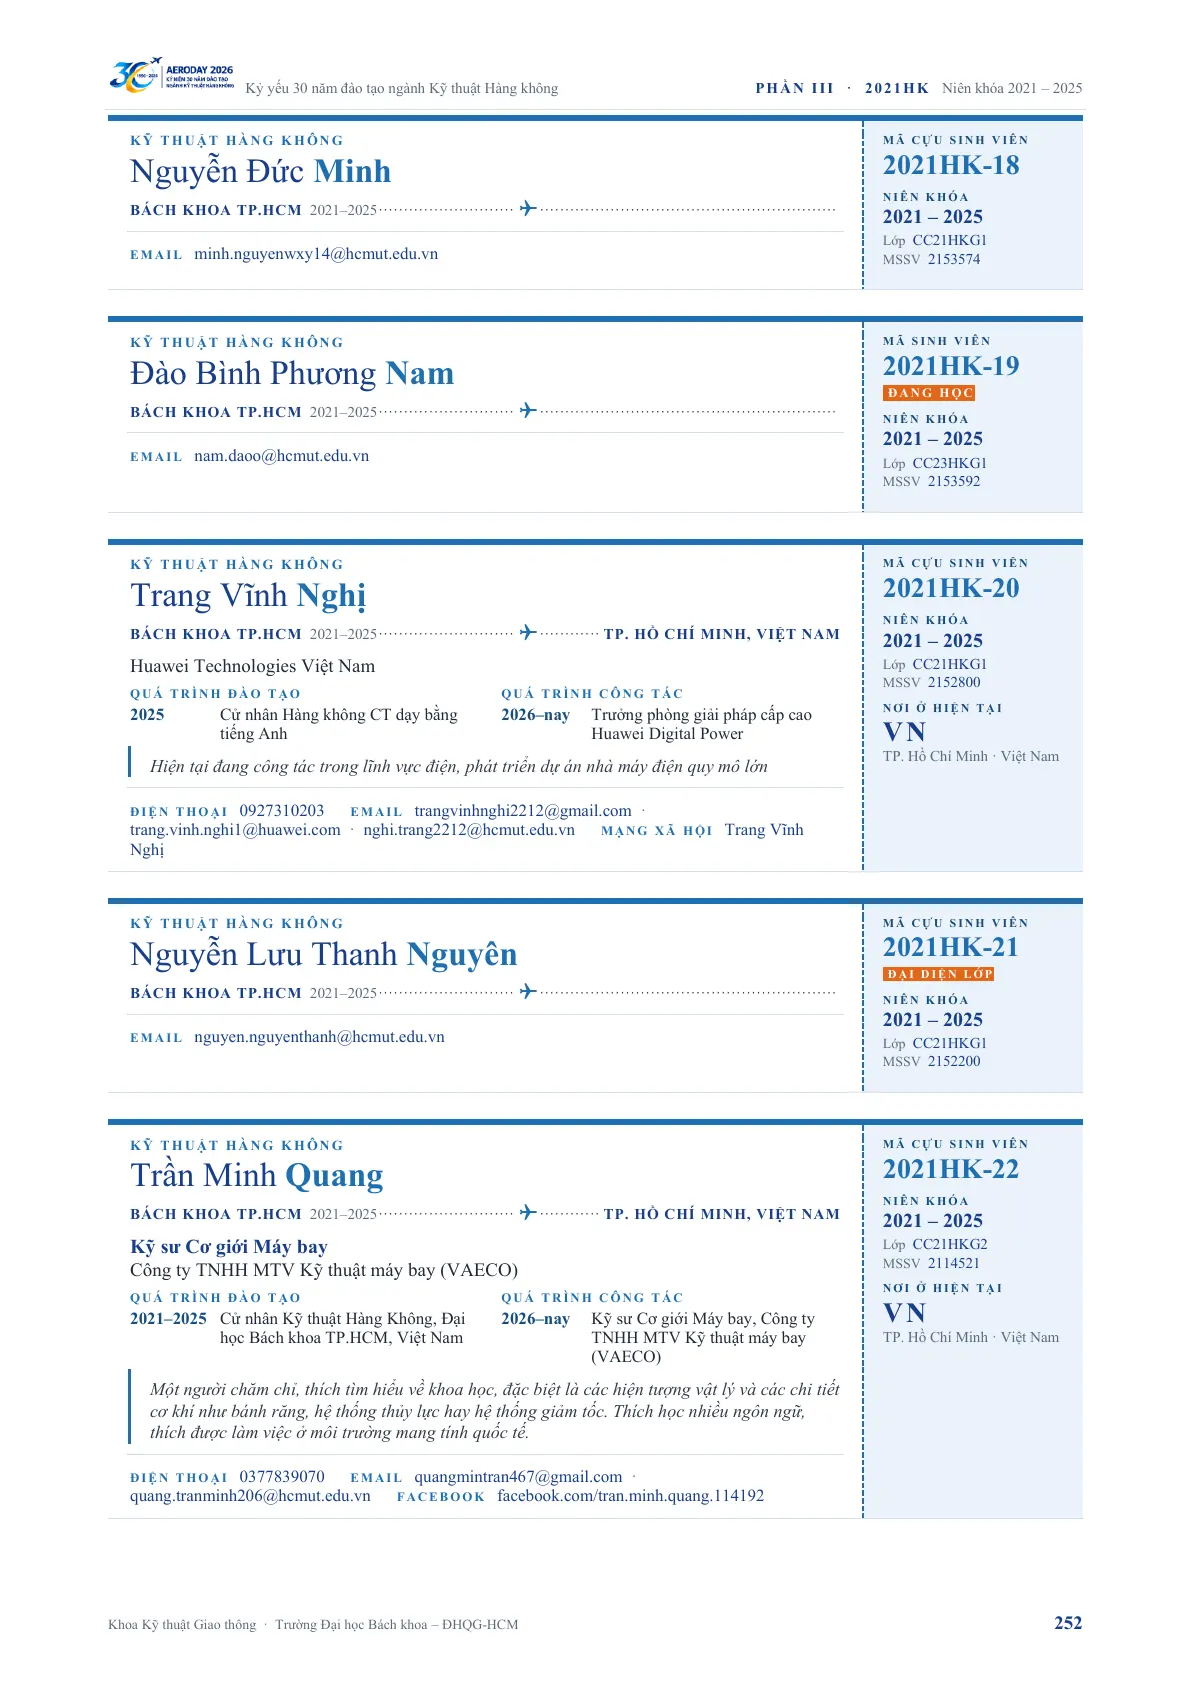 AERODAY 2026
KỶ NIỆM 30 NĂM ĐÀO TẠO
NGÀNH KỸ THUẬT HÀNG KHÔNG
Kỷ yếu 30 năm đào tạo ngành Kỹ thuật Hàng không
PHẦN III · 2021HK Niên khóa 2021 – 2025
KỸ THUẬT HÀNG KHÔNG
Nguyễn Đức Minh
BÁCH KHOA TP.HCM 2021–2025
EMAIL minh.nguyenwxy14@hcmut.edu.vn
MÃ CỰU SINH VIÊN
2021HK-18
NIÊN KHÓA
2021 – 2025
Lớp CC21HKG1
MSSV 2153574
KỸ THUẬT HÀNG KHÔNG
Đào Bình Phương Nam
BÁCH KHOA TP.HCM 2021–2025
EMAIL nam.daoo@hcmut.edu.vn
MÃ SINH VIÊN
2021HK-19
ĐANG HỌC
NIÊN KHÓA
2021 – 2025
Lớp CC23HKG1
MSSV 2153592
KỸ THUẬT HÀNG KHÔNG
Trang Vĩnh Nghị
BÁCH KHOA TP.HCM 2021–2025 TP. HỒ CHÍ MINH, VIỆT NAM
Huawei Technologies Việt Nam
QUÁ TRÌNH ĐÀO TẠO
2025 Cử nhân Hàng không CT dạy bằng
tiếng Anh
QUÁ TRÌNH CÔNG TÁC
2026–nay Trưởng phòng giải pháp cấp cao
Huawei Digital Power
Hiện tại đang công tác trong lĩnh vực điện, phát triển dự án nhà máy điện quy mô lớn
ĐIỆN THOẠI 0927310203 EMAIL trangvinhnghi2212@gmail.com ·
trang.vinh.nghi1@huawei.com · nghi.trang2212@hcmut.edu.vn MẠNG XÃ HỘI Trang Vĩnh
Nghị
MÃ CỰU SINH VIÊN
2021HK-20
NIÊN KHÓA
2021 – 2025
Lớp CC21HKG1
MSSV 2152800
NƠI Ở HIỆN TẠI
VN
TP. Hồ Chí Minh · Việt Nam
KỸ THUẬT HÀNG KHÔNG
Nguyễn Lưu Thanh Nguyên
BÁCH KHOA TP.HCM 2021–2025
EMAIL nguyen.nguyenthanh@hcmut.edu.vn
MÃ CỰU SINH VIÊN
2021HK-21
ĐẠI DIỆN LỚP
NIÊN KHÓA
2021 – 2025
Lớp CC21HKG1
MSSV 2152200
KỸ THUẬT HÀNG KHÔNG
Trần Minh Quang
BÁCH KHOA TP.HCM 2021–2025 TP. HỒ CHÍ MINH, VIỆT NAM
Kỹ sư Cơ giới Máy bay
Công ty TNHH MTV Kỹ thuật máy bay (VAECO)
QUÁ TRÌNH ĐÀO TẠO
2021–2025 Cử nhân Kỹ thuật Hàng Không, Đại
học Bách khoa TP.HCM, Việt Nam
QUÁ TRÌNH CÔNG TÁC
2026–nay Kỹ sư Cơ giới Máy bay, Công ty
TNHH MTV Kỹ thuật máy bay
(VAECO)
Một người chăm chỉ, thích tìm hiểu về khoa học, đặc biệt là các hiện tượng vật lý và các chi tiết
cơ khí như bánh răng, hệ thống thủy lực hay hệ thống giảm tốc. Thích học nhiều ngôn ngữ,
thích được làm việc ở môi trường mang tính quốc tế.
ĐIỆN THOẠI 0377839070 EMAIL quangmintran467@gmail.com ·
quang.tranminh206@hcmut.edu.vn FACEBOOK facebook.com/tran.minh.quang.114192
MÃ CỰU SINH VIÊN
2021HK-22
NIÊN KHÓA
2021 – 2025
Lớp CC21HKG2
MSSV 2114521
NƠI Ở HIỆN TẠI
VN
TP. Hồ Chí Minh · Việt Nam
Khoa Kỹ thuật Giao thông · Trường Đại học Bách khoa – ĐHQG-HCM
252